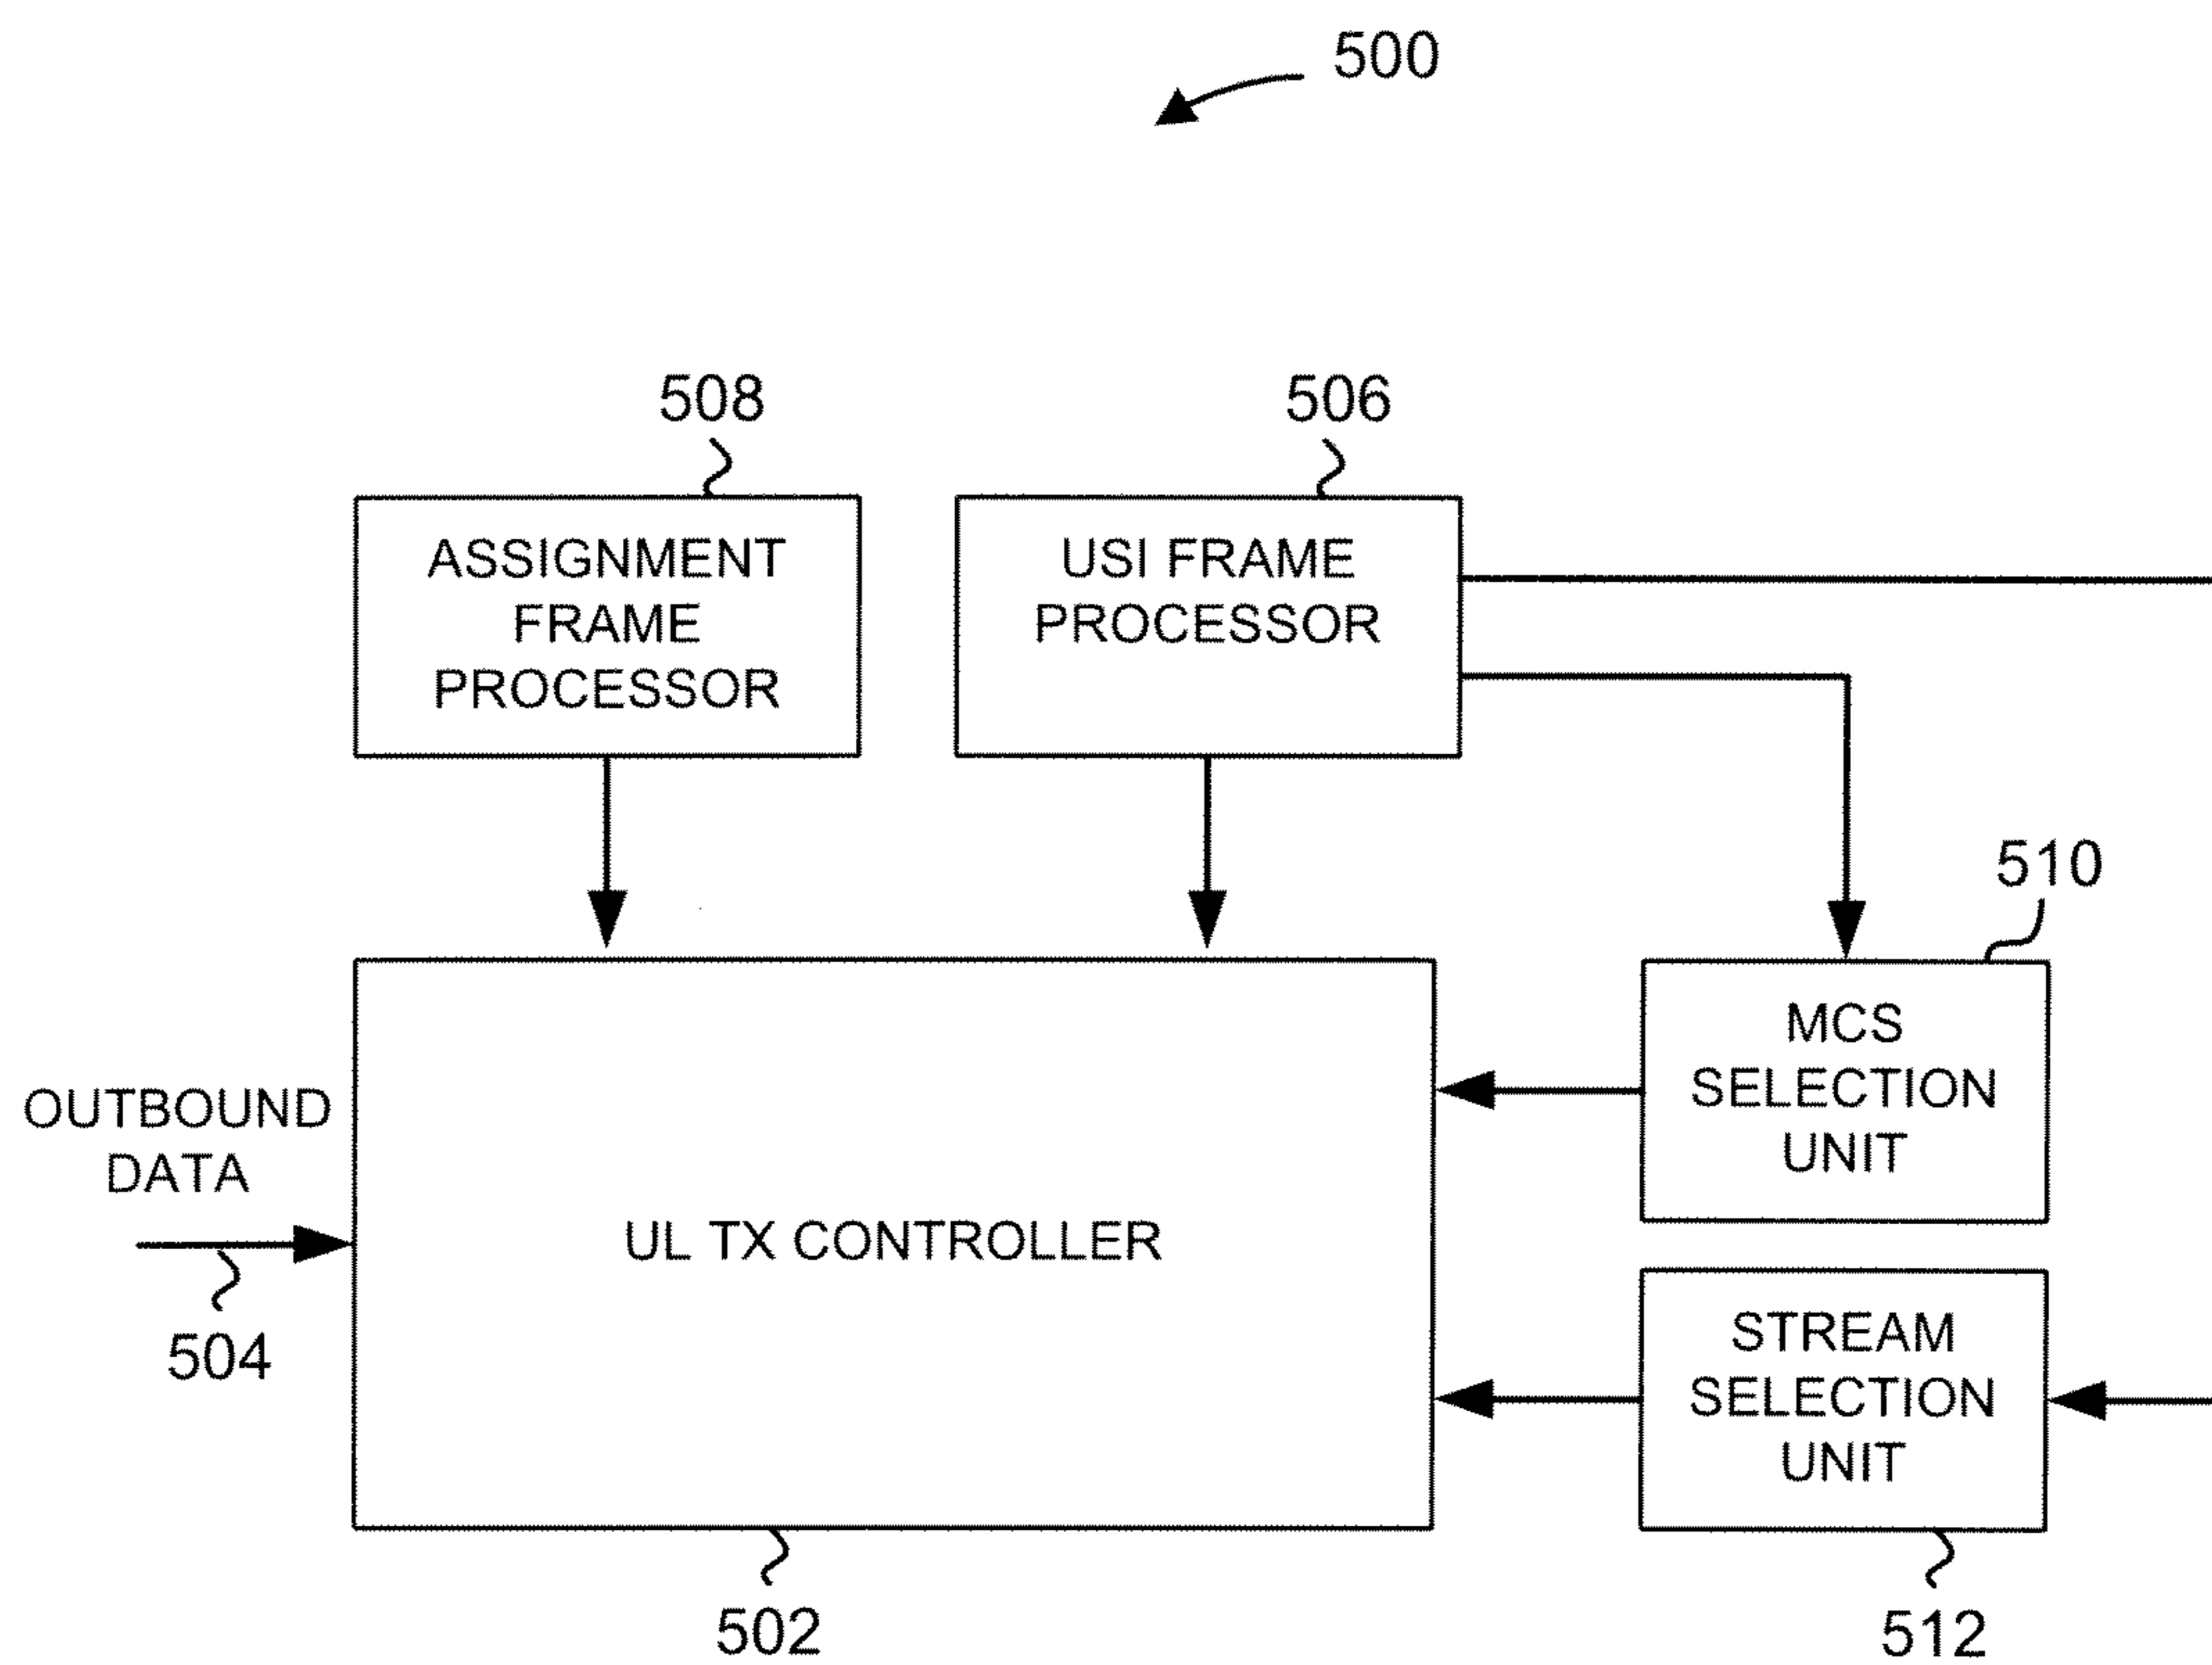 500
508
506
ASSIGNMENT
FRAME
PROCESSOR
USI FRAME
PROCESSOR
510
MCS
SELECTION
UNIT
OUTBOUND
DATA
504
UL TX CONTROLLER
STREAM
SELECTION
UNIT
502
512